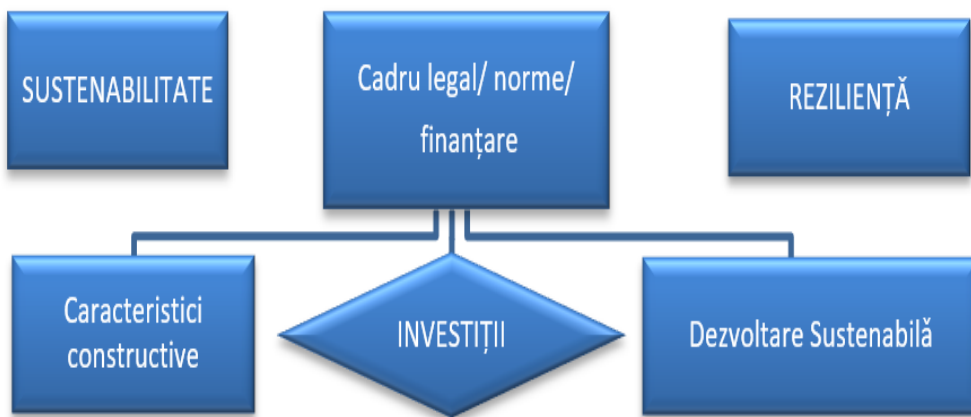 SUSTENABILITATE
Cadru legal/ norme/
finanțare
REZILIENȚĂ
Caracteristici
constructive
INVESTIȚII
Dezvoltare Sustenabilă